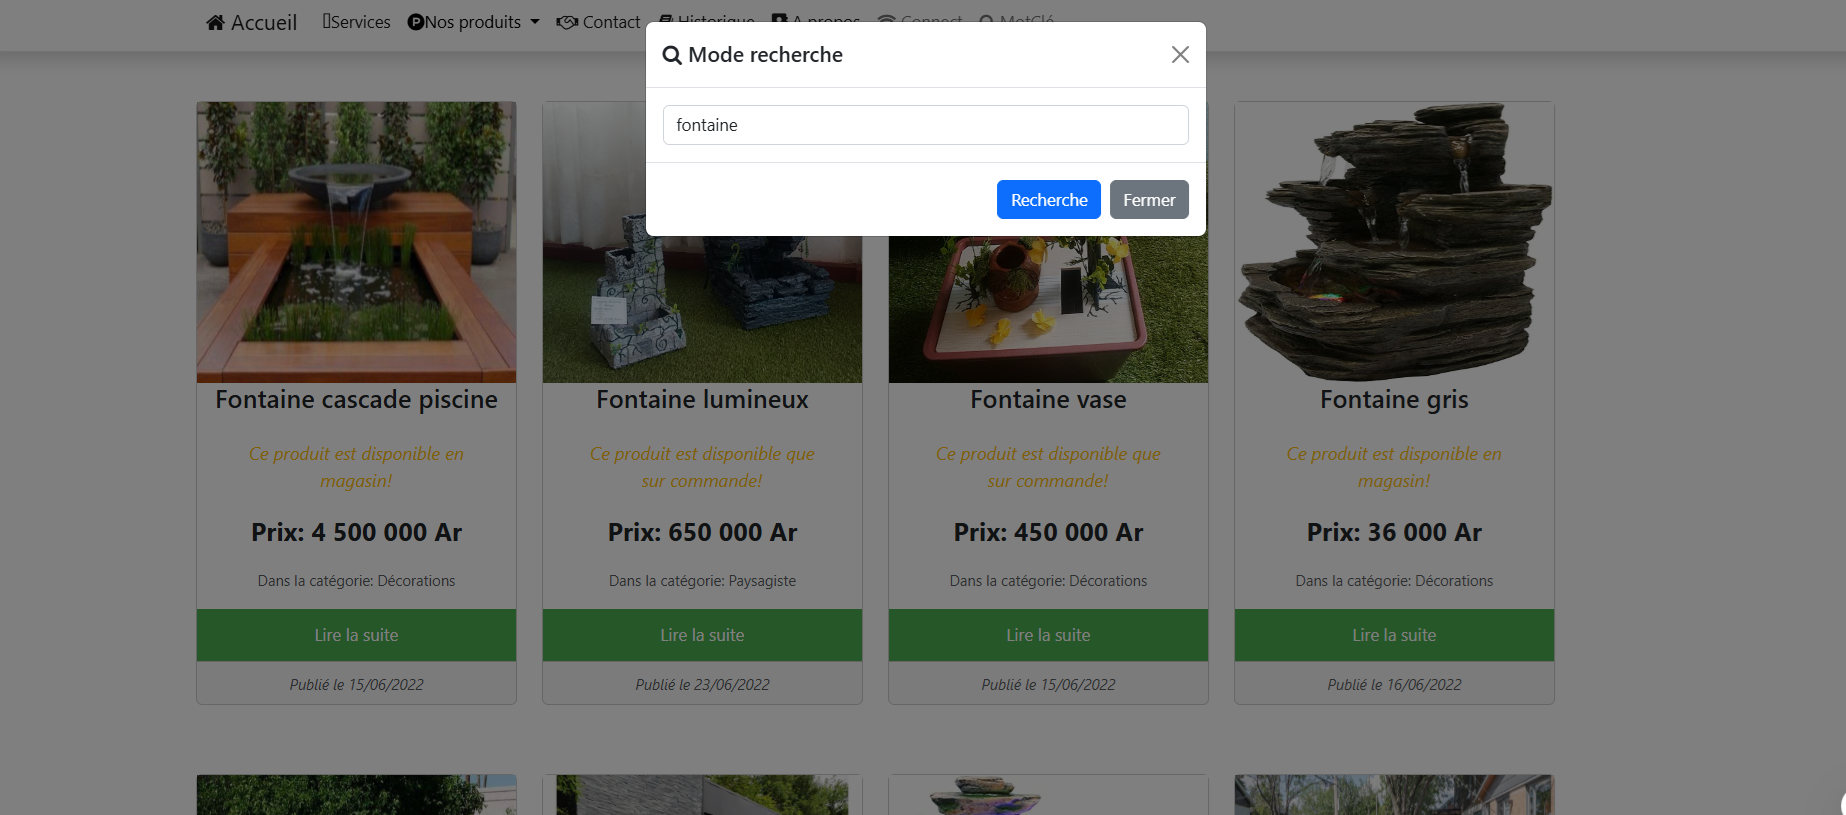 Accueil Services Nos produits Contact Historique A propos Connect MotClé
Mode recherche
fontaine
Recherche Fermer
Fontaine cascade piscine
Ce produit est disponible en
magasin!
Prix: 4 500 000 Ar
Dans la catégorie: Décorations
Lire la suite
Publié le 15/06/2022
Fontaine lumineux
Ce produit est disponible que
sur commande!
Prix: 650 000 Ar
Dans la catégorie: Paysagiste
Lire la suite
Publié le 23/06/2022
Fontaine vase
Ce produit est disponible que
sur commande!
Prix: 450 000 Ar
Dans la catégorie: Décorations
Lire la suite
Publié le 15/06/2022
Fontaine gris
Ce produit est disponible en
magasin!
Prix: 36 000 Ar
Dans la catégorie: Décorations
Lire la suite
Publié le 16/06/2022